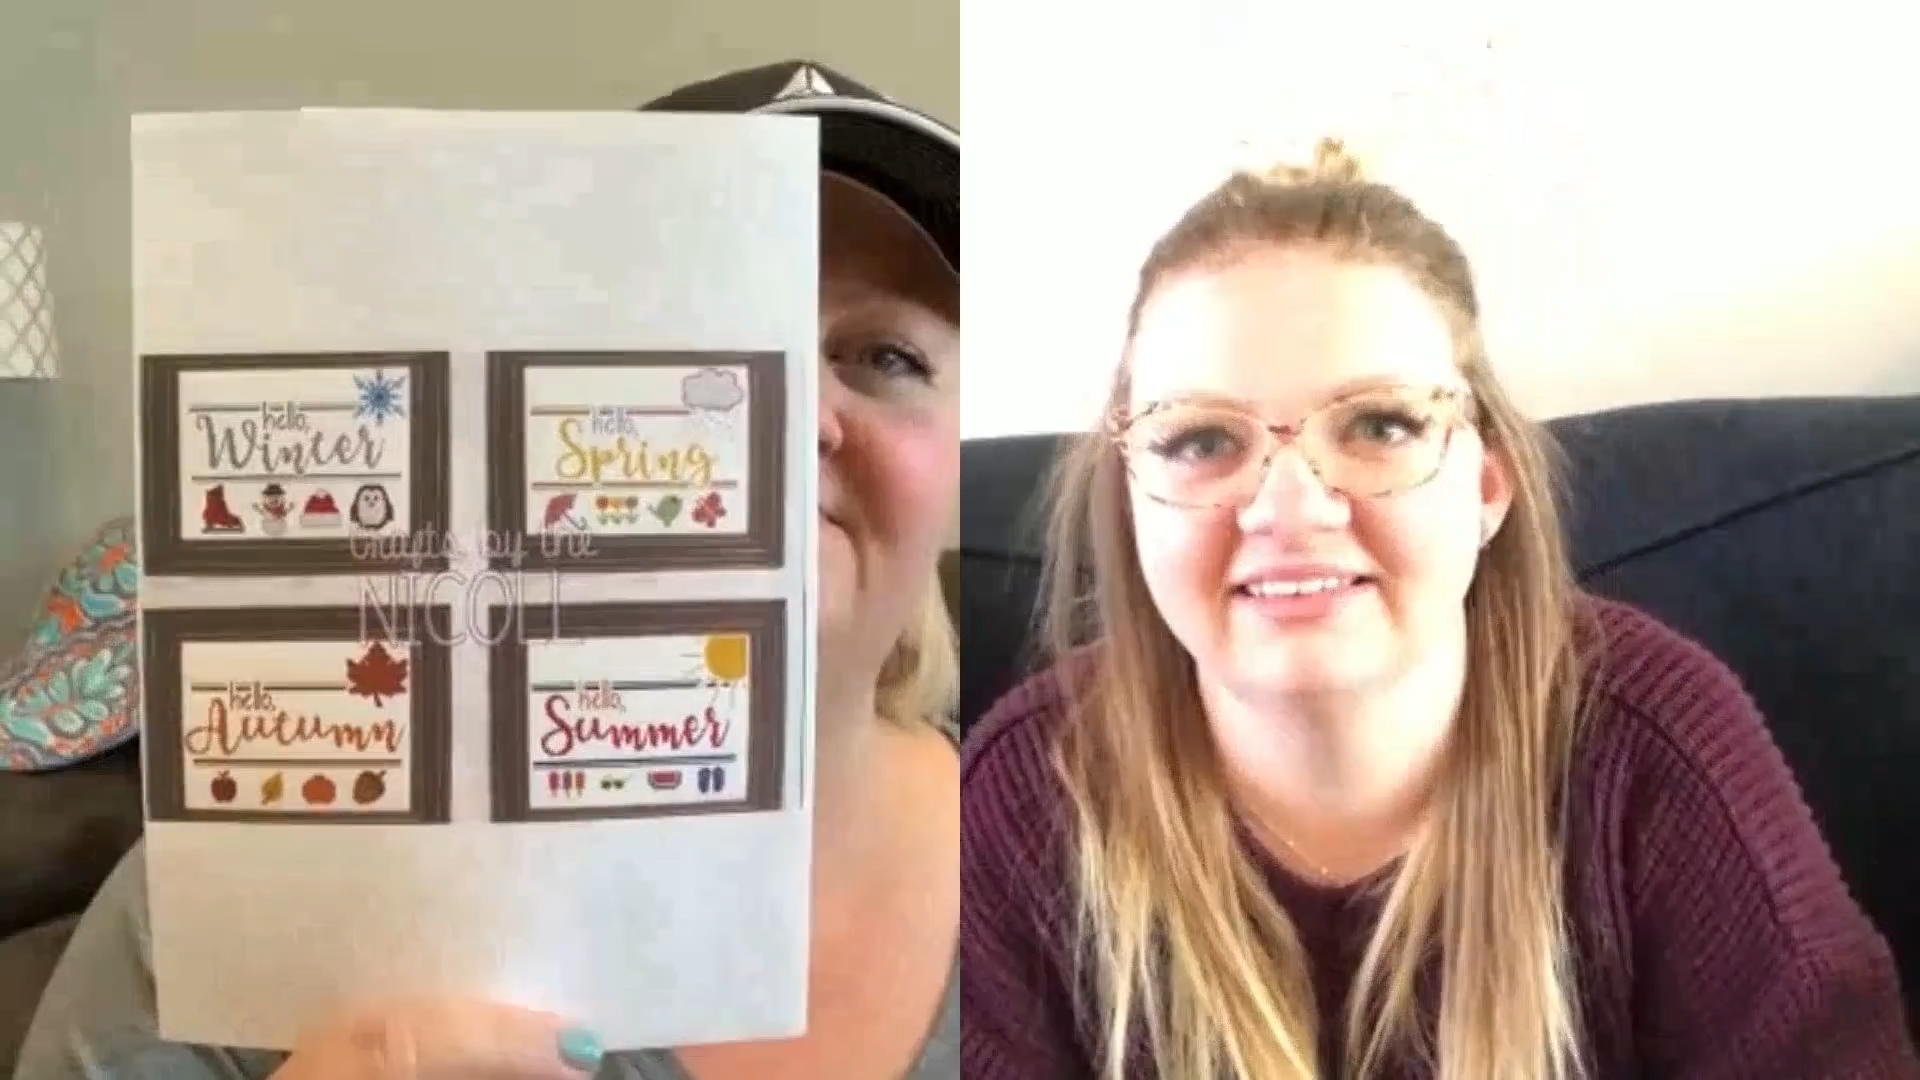 hello,
Winter
hello,
Spring
Crafts by the
NICOLL
hello,
Autumn
hello,
Summer